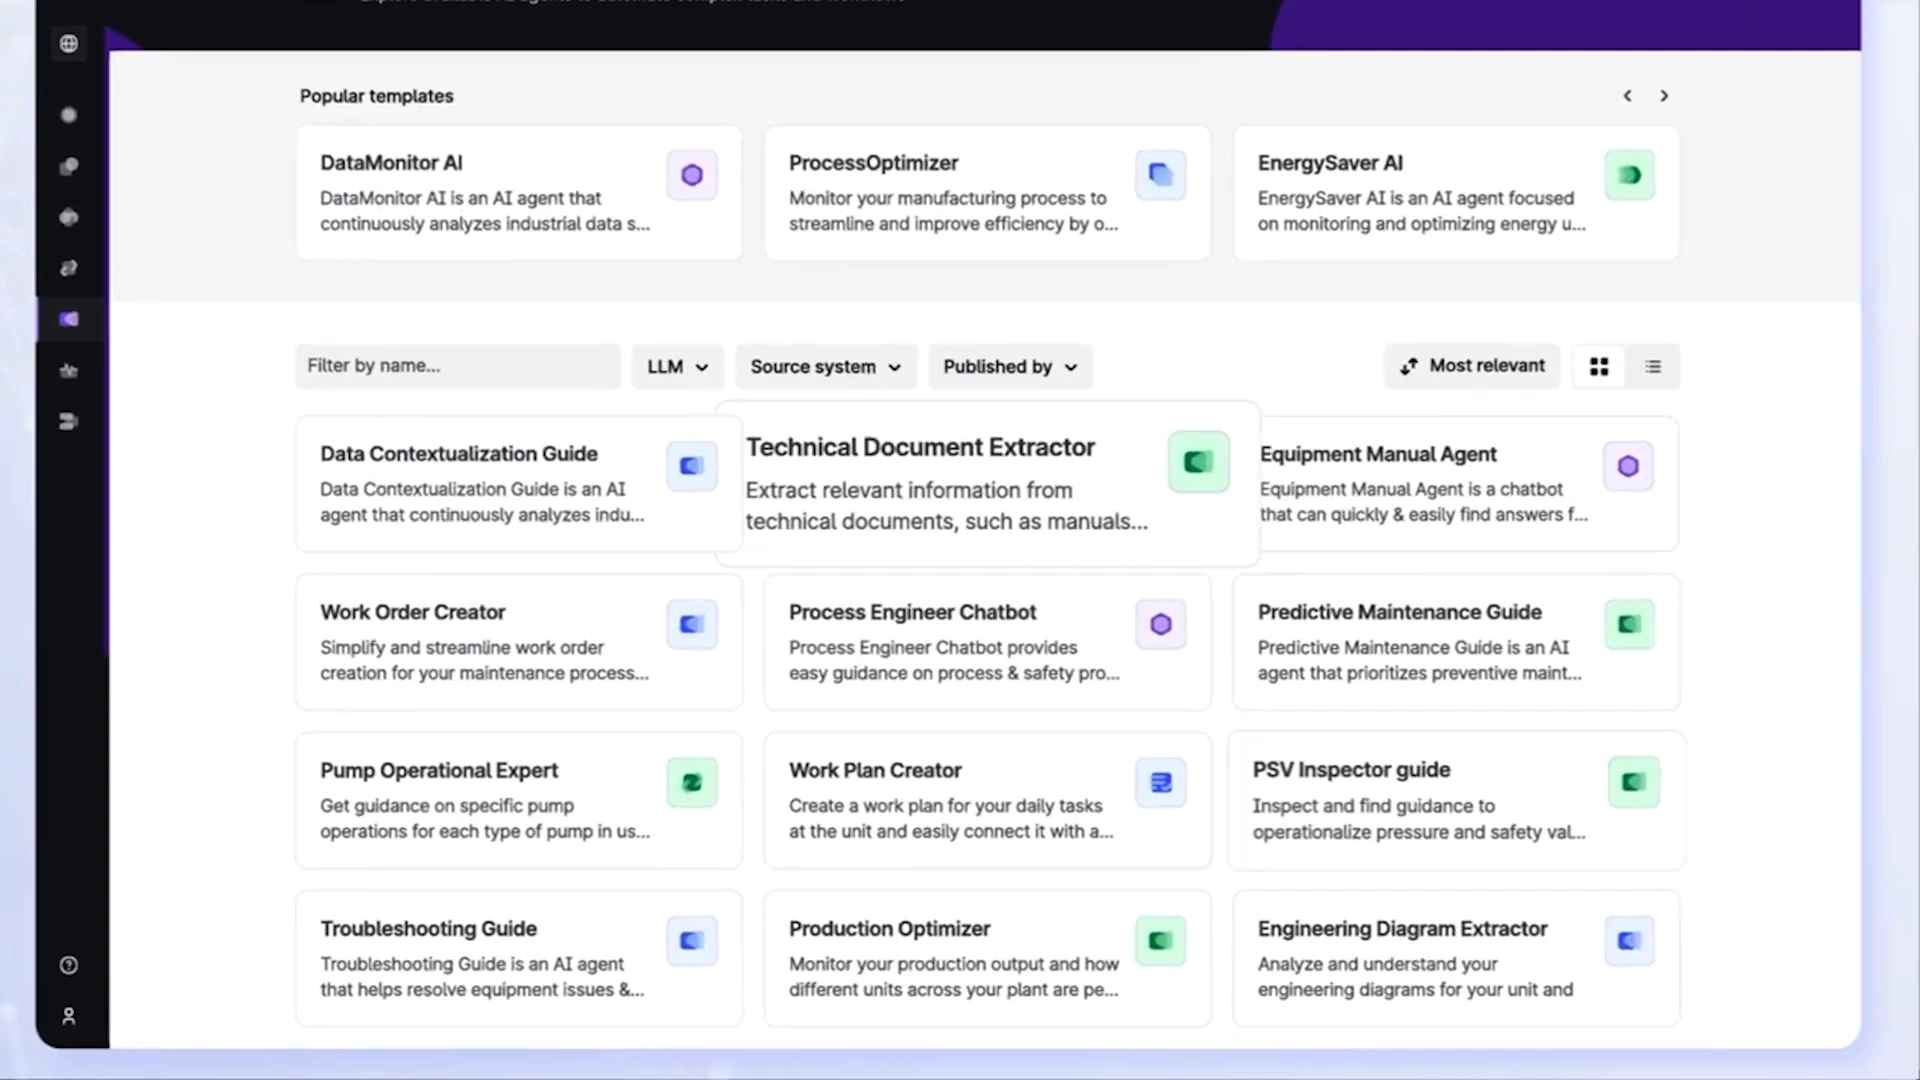 Popular templates
DataMonitor AI
DataMonitor AI is an AI agent that
continuously analyzes industrial data s...
ProcessOptimizer
Monitor your manufacturing process to
streamline and improve efficiency by o...
EnergySaver AI
EnergySaver AI is an AI agent focused
on monitoring and optimizing energy u...
Filter by name...
LLM
Source system
Published by
Most relevant
Data Contextualization Guide
Data Contextualization Guide is an AI
agent that continuously analyzes indu...
Technical Document Extractor
Extract relevant information from
technical documents, such as manuals...
Equipment Manual Agent
Equipment Manual Agent is a chatbot
that can quickly & easily find answers f...
Work Order Creator
Simplify and streamline work order
creation for your maintenance process...
Process Engineer Chatbot
Process Engineer Chatbot provides
easy guidance on process & safety pro...
Predictive Maintenance Guide
Predictive Maintenance Guide is an AI
agent that prioritizes preventive maint...
Pump Operational Expert
Get guidance on specific pump
operations for each type of pump in us...
Work Plan Creator
Create a work plan for your daily tasks
at the unit and easily connect it with a...
PSV Inspector guide
Inspect and find guidance to
operationalize pressure and safety val...
Troubleshooting Guide
Troubleshooting Guide is an AI agent
that helps resolve equipment issues &...
Production Optimizer
Monitor your production output and how
different units across your plant are pe...
Engineering Diagram Extractor
Analyze and understand your
engineering diagrams for your unit and